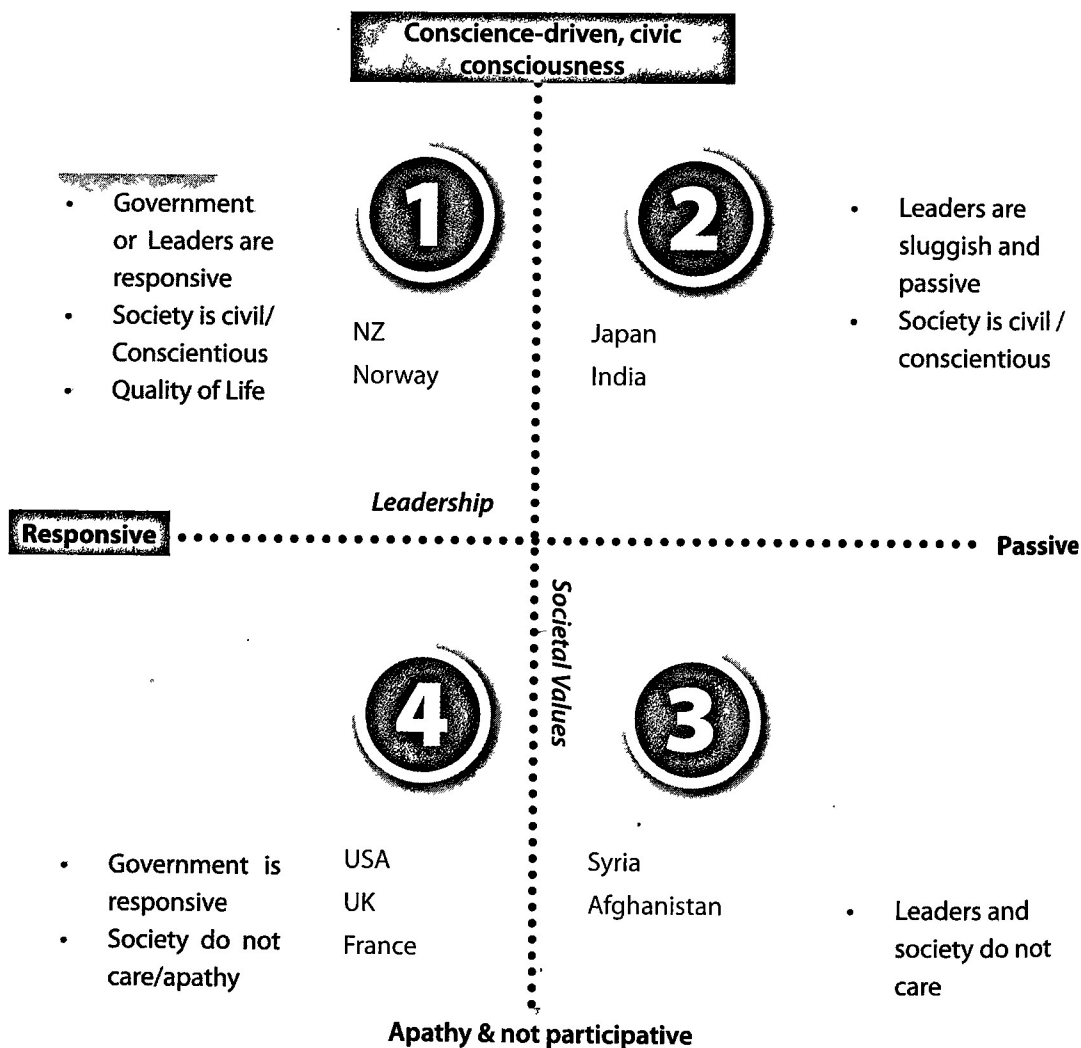 Conscience-driven, civic
consciousness
1
2
• Government
or Leaders are
responsive
• Society is civil/
Conscientious
• Quality of Life
NZ
Norway
Japan
India
• Leaders are
sluggish and
passive
• Society is civil /
conscientious
Leadership
Responsive
Passive
Societal Values
4
3
• Government is
responsive
• Society do not
care/apathy
USA
UK
France
Syria
Afghanistan
• Leaders and
society do not
care
Apathy & not participative